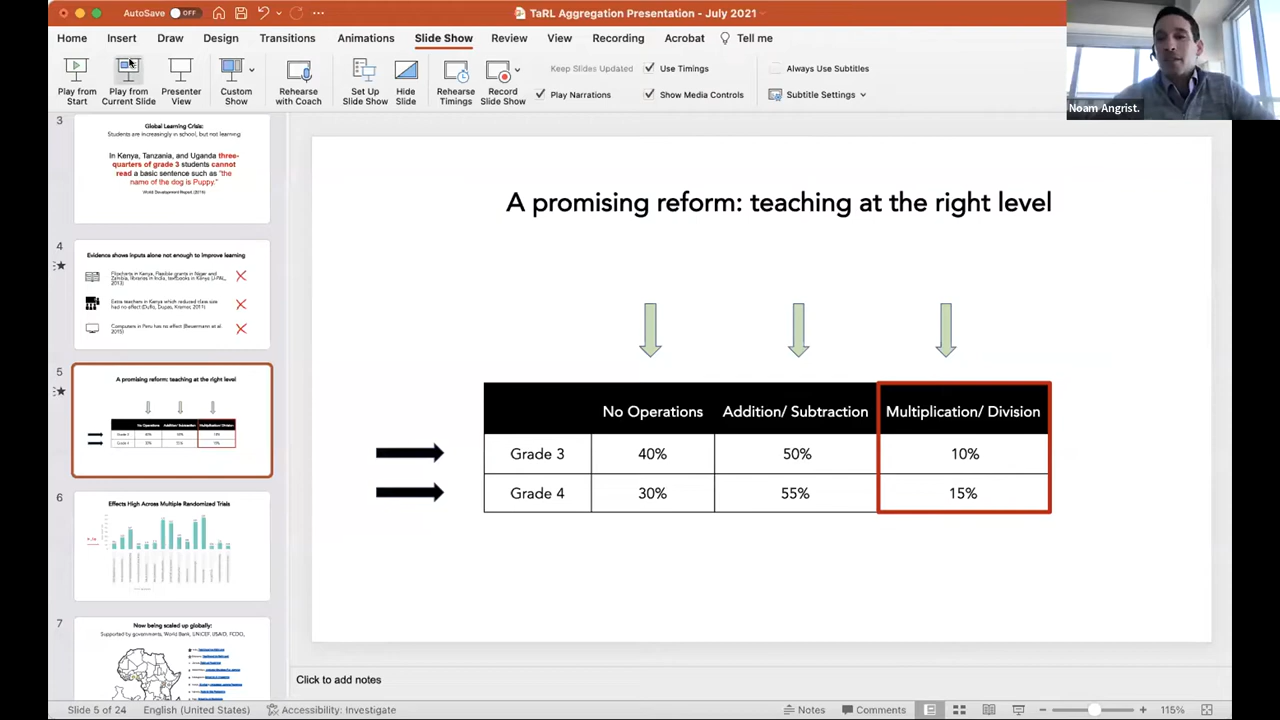 AutoSave OFF
TaRL Aggregation Presentation - July 2021
Home Insert Draw Design Transitions Animations Slide Show Review View Recording Acrobat Tell me
Play from Start
Play from Current Slide
Presenter View
Custom Show
Rehearse with Coach
Set Up Slide Show
Hide Slide
Rehearse Timings
Record Slide Show
Keep Slides Updated
Use Timings
Always Use Subtitles
Play Narrations
Show Media Controls
Subtitle Settings
Noam Angrist.
3
Global Learning Crisis:
Students are increasingly in school, but not learning
In Kenya, Tanzania, and Uganda three-
quarters of grade 3 students cannot
read a basic sentence such as "the
name of the dog is Puppy."
4
Evidence shows inputs alone not enough to improve learning
5
A promising reform: teaching at the right level
6
Effects High Across Multiple Randomized Trials
7
Now being scaled up globally:
Supported by governments, World Bank, UNICEF, USAID, FCDO,
A promising reform: teaching at the right level
No Operations Addition/ Subtraction Multiplication/ Division
Grade 3 40% 50% 10%
Grade 4 30% 55% 15%
Click to add notes
Slide 5 of 24 English (United States) Accessibility: Investigate Notes Comments 115%